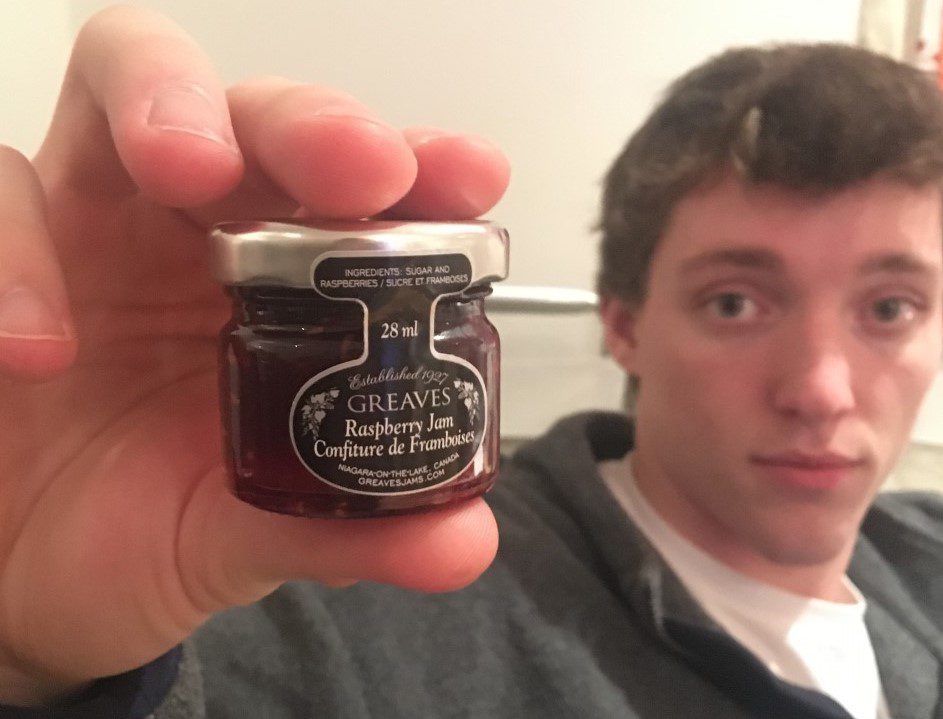 INGREDIENTS: SUGAR AND
RASPBERRIES / SUCRE ET FRAMBOISES
28 ml
Established 1927
GREAVES
Raspberry Jam
Confiture de Framboises
NIAGARA-ON-THE-LAKE, CANADA
GREAVESJAMS.COM